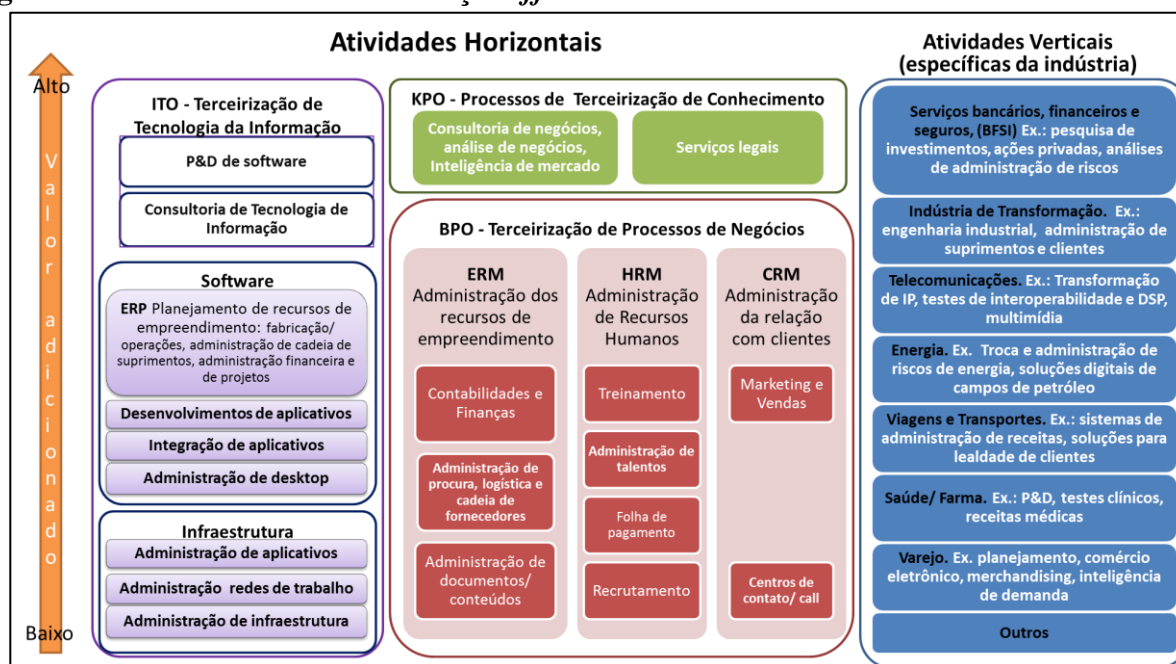 Atividades Horizontais
Atividades Verticais
(específicas da indústria)
Alto
Valor adicionado
Baixo
ITO - Terceirização de
Tecnologia da Informação
P&D de software
Consultoria de Tecnologia de
Informação
Software
ERP Planejamento de recursos de
empreendimento: fabricação/
operações, administração de cadeia de
suprimentos, administração financeira e
de projetos
Desenvolvimentos de aplicativos
Integração de aplicativos
Administração de desktop
Infraestrutura
Administração de aplicativos
Administração redes de trabalho
Administração de infraestrutura
KPO - Processos de Terceirização de Conhecimento
Consultoria de negócios,
análise de negócios,
Inteligência de mercado
Serviços legais
BPO - Terceirização de Processos de Negócios
ERM
Administração dos
recursos de
empreendimento
Contabilidades e
Finanças
Administração de
procura, logística e
cadeia de
fornecedores
Administração de
documentos/
conteúdos
HRM
Administração
de Recursos
Humanos
Treinamento
Administração de
talentos
Folha de
pagamento
Recrutamento
CRM
Administração
da relação
com clientes
Marketing e
Vendas
Centros de
contato/ call
Serviços bancários, financeiros e
seguros, (BFSI) Ex.: pesquisa de
investimentos, ações privadas, análises
de administração de riscos
Indústria de Transformação. Ex.:
engenharia industrial, administração de
suprimentos e clientes
Telecomunicações. Ex.: Transformação
de IP, testes de interoperabilidade e DSP,
multimídia
Energia. Ex. Troca e administração de
riscos de energia, soluções digitais de
campos de petróleo
Viagens e Transportes. Ex.: sistemas de
administração de receitas, soluções para
lealdade de clientes
Saúde/ Farma. Ex.: P&D, testes clínicos,
receitas médicas
Varejo. Ex. planejamento, comércio
eletrônico, merchandising, inteligência
de demanda
Outros